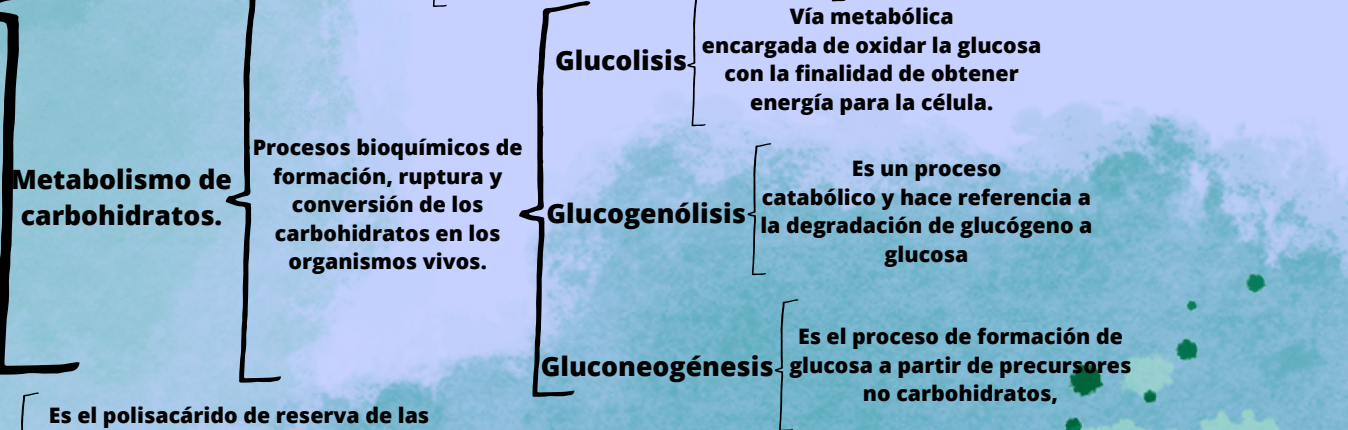 Metabolismo de
carbohidratos.
Procesos bioquímicos de
formación, ruptura y
conversión de los
carbohidratos en los
organismos vivos.
Glucolisis
Vía metabólica
encargada de oxidar la glucosa
con la finalidad de obtener
energía para la célula.
Glucogenólisis
Es un proceso
catabólico y hace referencia a
la degradación de glucógeno a
glucosa
Gluconeogénesis
Es el proceso de formación de
glucosa a partir de precursores
no carbohidratos,
Es el polisacárido de reserva de las